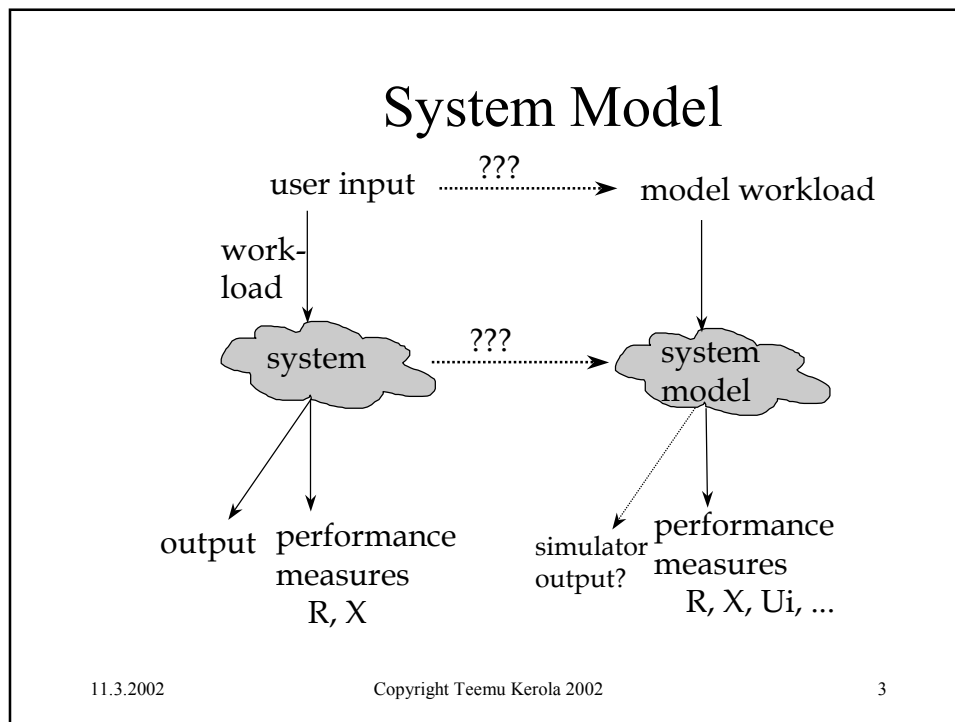 System Model
user input
???
model workload
work-
load
system
???
system
model
output
performance
measures
R, X
simulator
output?
performance
measures
R, X, Ui, ...
11.3.2002
Copyright Teemu Kerola 2002
3